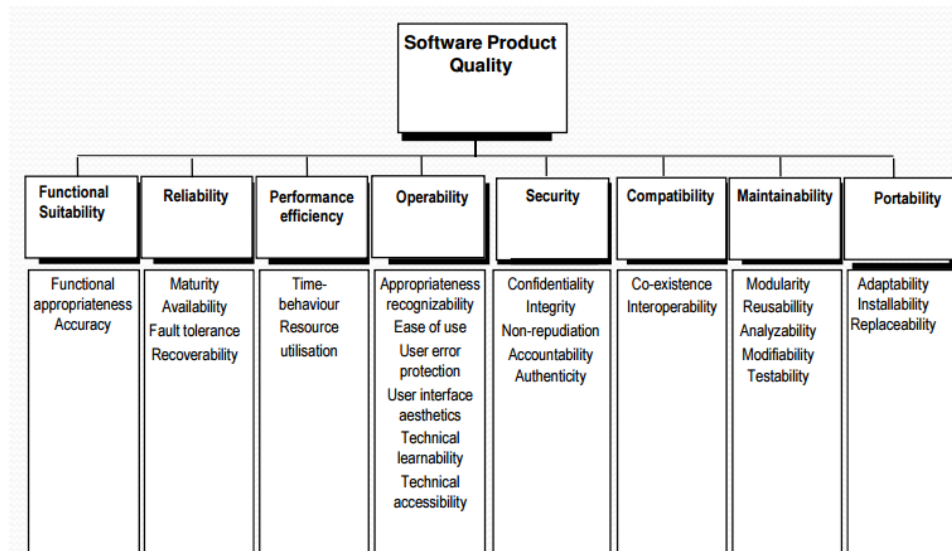 Software Product
Quality
Functional
Suitability
Reliability
Performance
efficiency
Operability
Security
Compatibility
Maintainability
Portability
Functional
appropriateness
Accuracy
Maturity
Availability
Fault tolerance
Recoverability
Time-
behaviour
Resource
utilisation
Appropriateness
recognizability
Ease of use
User error
protection
User interface
aesthetics
Technical
learnability
Technical
accessibility
Confidentiality
Integrity
Non-repudiation
Accountability
Authenticity
Co-existence
Interoperability
Modularity
Reusabillity
Analyzability
Modifiability
Testability
Adaptability
Installability
Replaceability